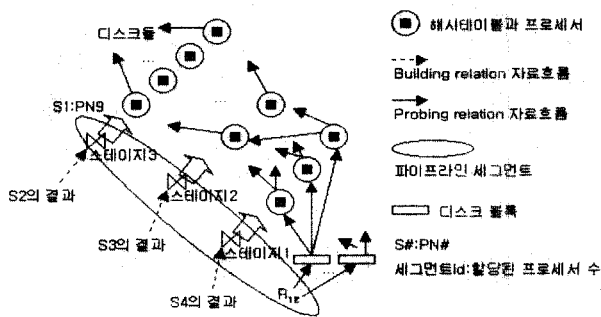 디스크들
S1:PN9
스테이지3
S2의 결과
스테이지2
S3의 결과
스테이지1
S4의 결과
해시테이블과 프로세서
Building relation 자료흐름
Probing relation 자료흐름
파이프라인 세그먼트
디스크 블록
S#:PN#
세그먼트id:할당된 프로세서 수